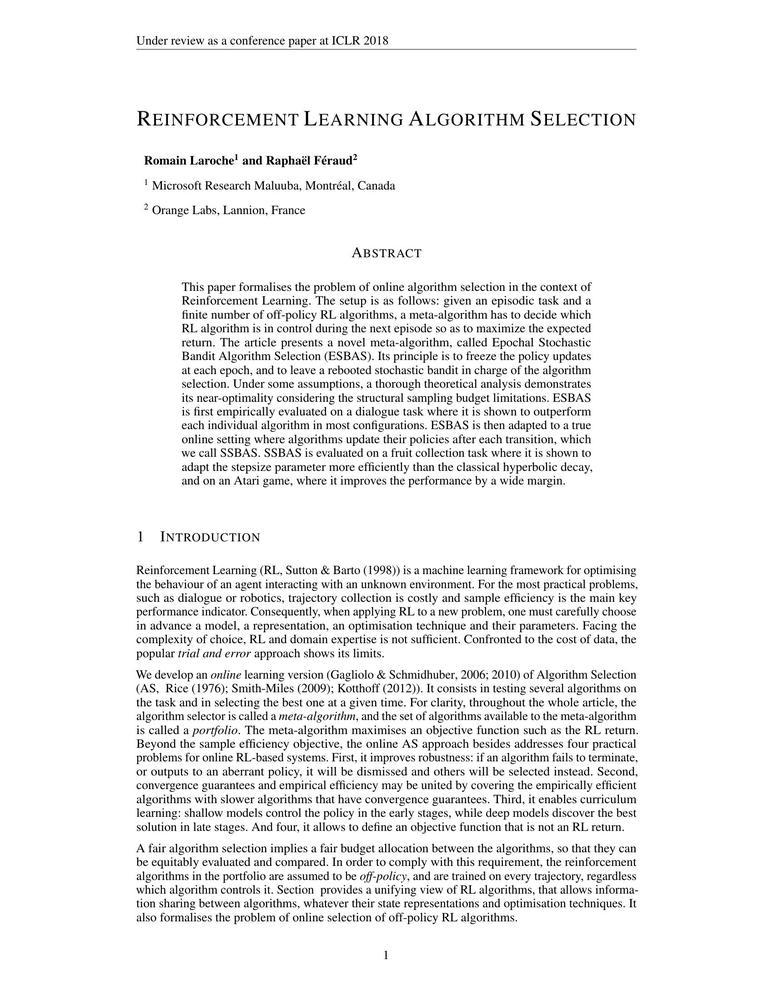 Under review as a conference paper at ICLR 2018
REINFORCEMENT LEARNING ALGORITHM SELECTION
Romain Laroche¹ and Raphaël Féraud²
¹ Microsoft Research Maluuba, Montréal, Canada
² Orange Labs, Lannion, France
ABSTRACT
This paper formalises the problem of online algorithm selection in the context of
Reinforcement Learning. The setup is as follows: given an episodic task and a
finite number of off-policy RL algorithms, a meta-algorithm has to decide which
RL algorithm is in control during the next episode so as to maximize the expected
return. The article presents a novel meta-algorithm, called Epochal Stochastic
Bandit Algorithm Selection (ESBAS). Its principle is to freeze the policy updates
at each epoch, and to leave a rebooted stochastic bandit in charge of the algorithm
selection. Under some assumptions, a thorough theoretical analysis demonstrates
its near-optimality considering the structural sampling budget limitations. ESBAS
is first empirically evaluated on a dialogue task where it is shown to outperform
each individual algorithm in most configurations. ESBAS is then adapted to a true
online setting where algorithms update their policies after each transition, which
we call SSBAS. SSBAS is evaluated on a fruit collection task where it is shown to
adapt the stepsize parameter more efficiently than the classical hyperbolic decay,
and on an Atari game, where it improves the performance by a wide margin.
1 INTRODUCTION
Reinforcement Learning (RL, Sutton & Barto (1998)) is a machine learning framework for optimising
the behaviour of an agent interacting with an unknown environment. For the most practical problems,
such as dialogue or robotics, trajectory collection is costly and sample efficiency is the main key
performance indicator. Consequently, when applying RL to a new problem, one must carefully choose
in advance a model, a representation, an optimisation technique and their parameters. Facing the
complexity of choice, RL and domain expertise is not sufficient. Confronted to the cost of data, the
popular trial and error approach shows its limits.
We develop an online learning version (Gagliolo & Schmidhuber, 2006; 2010) of Algorithm Selection
(AS, Rice (1976); Smith-Miles (2009); Kotthoff (2012)). It consists in testing several algorithms on
the task and in selecting the best one at a given time. For clarity, throughout the whole article, the
algorithm selector is called a meta-algorithm, and the set of algorithms available to the meta-algorithm
is called a portfolio. The meta-algorithm maximises an objective function such as the RL return.
Beyond the sample efficiency objective, the online AS approach besides addresses four practical
problems for online RL-based systems. First, it improves robustness: if an algorithm fails to terminate,
or outputs to an aberrant policy, it will be dismissed and others will be selected instead. Second,
convergence guarantees and empirical efficiency may be united by covering the empirically efficient
algorithms with slower algorithms that have convergence guarantees. Third, it enables curriculum
learning: shallow models control the policy in the early stages, while deep models discover the best
solution in late stages. And four, it allows to define an objective function that is not an RL return.
A fair algorithm selection implies a fair budget allocation between the algorithms, so that they can
be equitably evaluated and compared. In order to comply with this requirement, the reinforcement
algorithms in the portfolio are assumed to be off-policy, and are trained on every trajectory, regardless
which algorithm controls it. Section provides a unifying view of RL algorithms, that allows informa-
tion sharing between algorithms, whatever their state representations and optimisation techniques. It
also formalises the problem of online selection of off-policy RL algorithms.
1